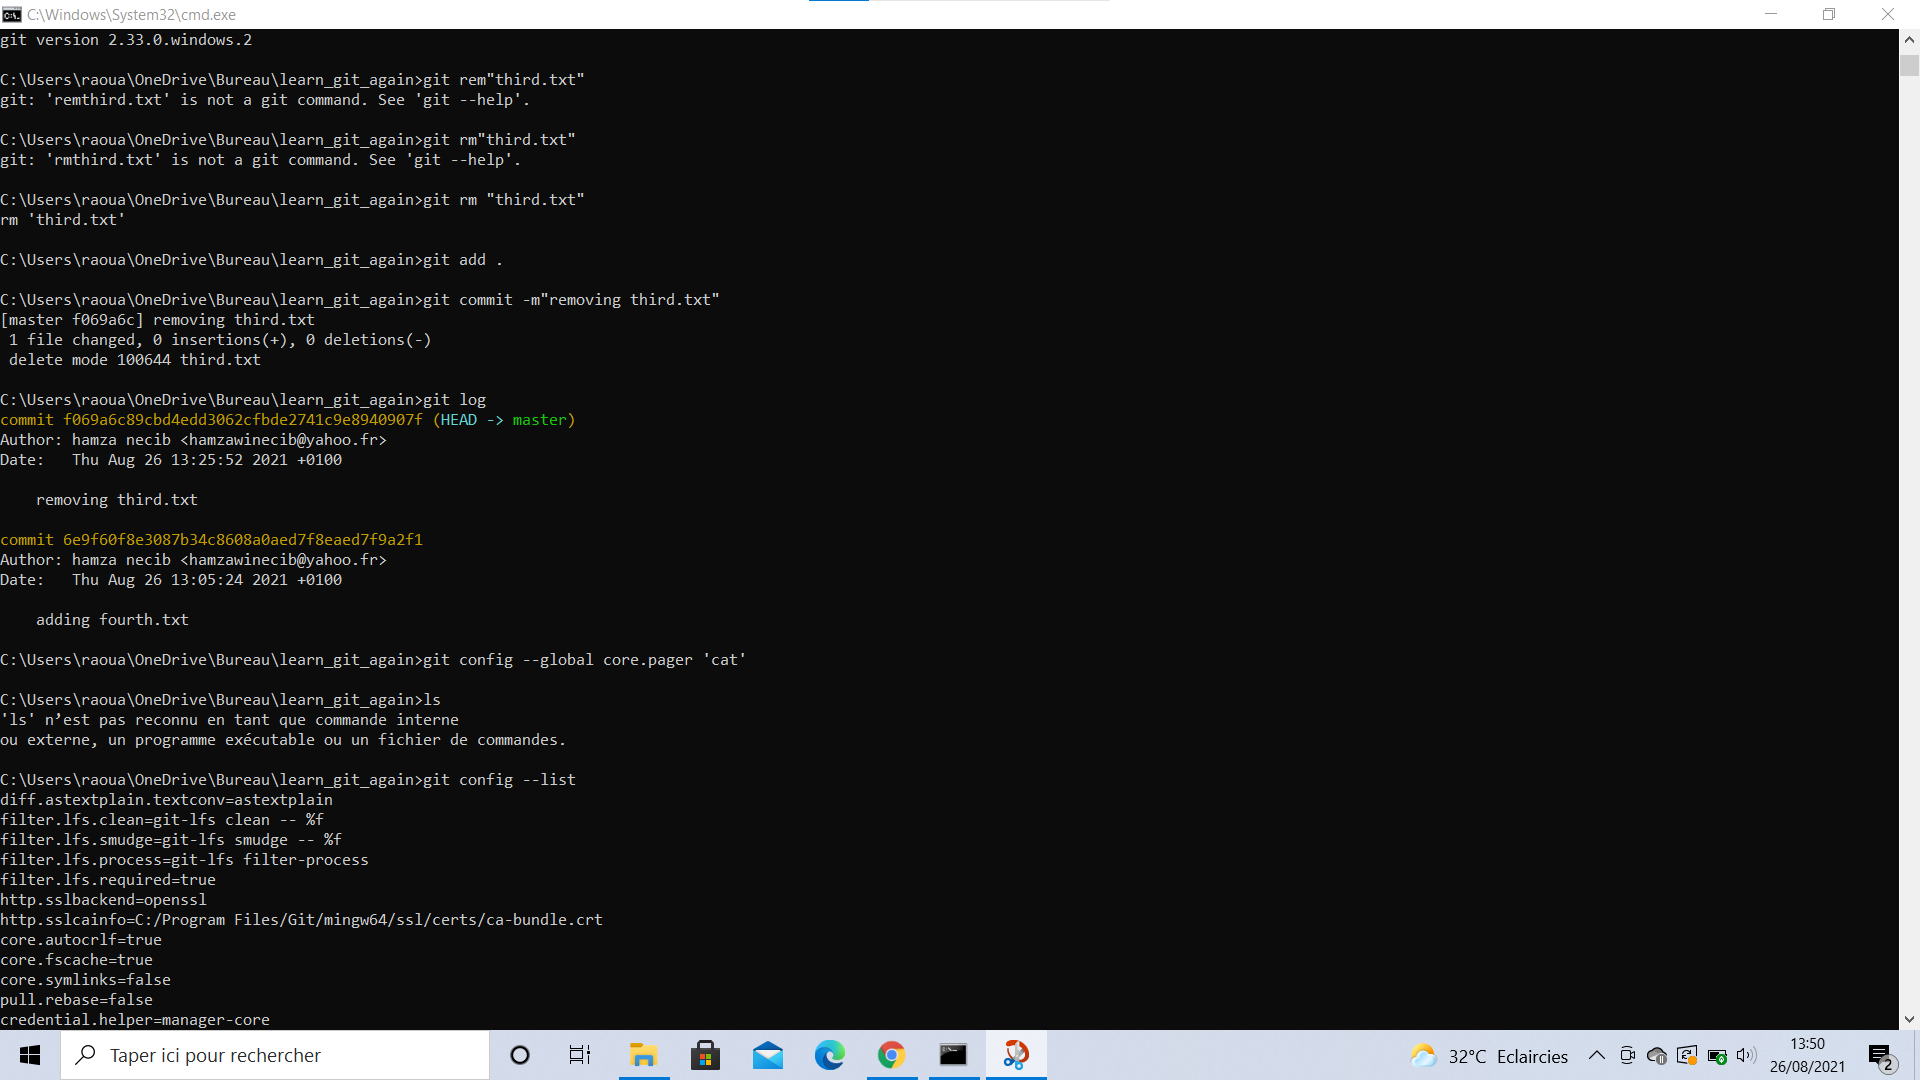 C:\Windows\System32\cmd.exe
git version 2.33.0.windows.2
C:\Users\raoua\OneDrive\Bureau\learn_git_again>git rem"third.txt"
git: 'remthird.txt' is not a git command. See 'git --help'.
C:\Users\raoua\OneDrive\Bureau\learn_git_again>git rm"third.txt"
git: 'rmthird.txt' is not a git command. See 'git --help'.
C:\Users\raoua\OneDrive\Bureau\learn_git_again>git rm "third.txt"
rm 'third.txt'
C:\Users\raoua\OneDrive\Bureau\learn_git_again>git add .
C:\Users\raoua\OneDrive\Bureau\learn_git_again>git commit -m"removing third.txt"
[master f069a6c] removing third.txt
 1 file changed, 0 insertions(+), 0 deletions(-)
 delete mode 100644 third.txt
C:\Users\raoua\OneDrive\Bureau\learn_git_again>git log
commit f069a6c89cbd4edd3062cfbde2741c9e8940907f (HEAD -> master)
Author: hamza necib <hamzawinecib@yahoo.fr>
Date:   Thu Aug 26 13:25:52 2021 +0100
    removing third.txt
commit 6e9f60f8e3087b34c8608a0aed7f8eaed7f9a2f1
Author: hamza necib <hamzawinecib@yahoo.fr>
Date:   Thu Aug 26 13:05:24 2021 +0100
    adding fourth.txt
C:\Users\raoua\OneDrive\Bureau\learn_git_again>git config --global core.pager 'cat'
C:\Users\raoua\OneDrive\Bureau\learn_git_again>ls
'ls' n’est pas reconnu en tant que commande interne
ou externe, un programme exécutable ou un fichier de commandes.
C:\Users\raoua\OneDrive\Bureau\learn_git_again>git config --list
diff.astextplain.textconv=astextplain
filter.lfs.clean=git-lfs clean -- %f
filter.lfs.smudge=git-lfs smudge -- %f
filter.lfs.process=git-lfs filter-process
filter.lfs.required=true
http.sslbackend=openssl
http.sslcainfo=C:/Program Files/Git/mingw64/ssl/certs/ca-bundle.crt
core.autocrlf=true
core.fscache=true
core.symlinks=false
pull.rebase=false
credential.helper=manager-core
Taper ici pour rechercher
32°C Eclaircies
13:50
26/08/2021
2